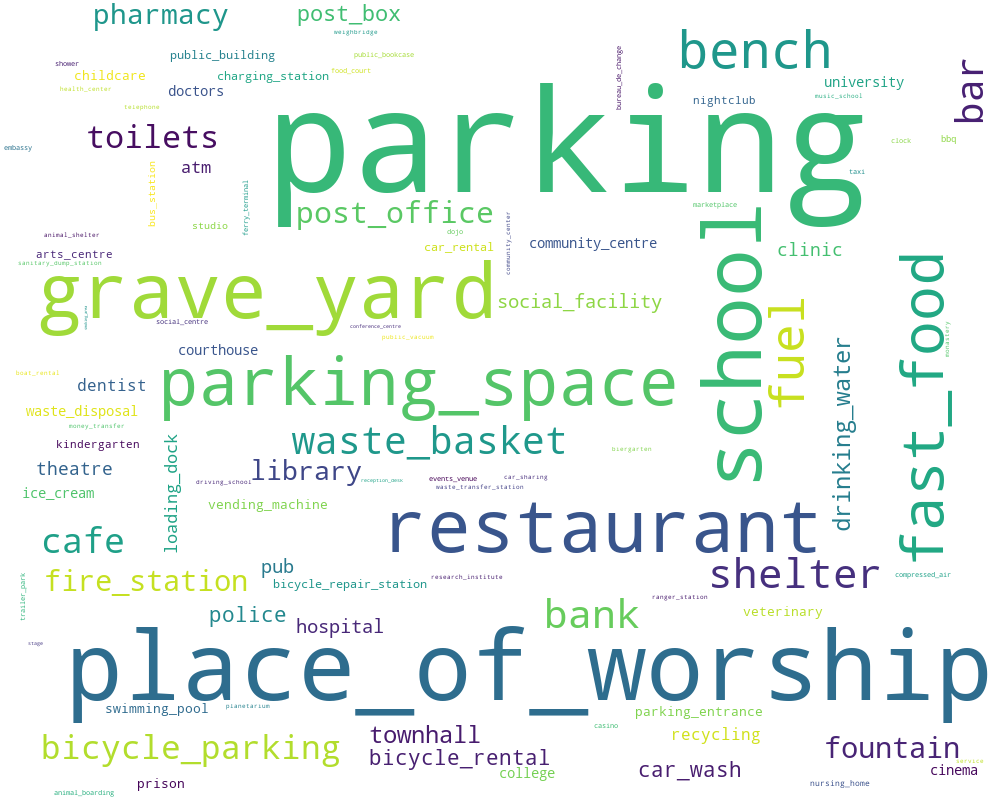 pharmacy
post_box
weighbridge
bench
public_building
public_bookcase
shower
childcare
charging_station
food_court
bureau_de_change
bar
health_center
doctors
university
music_school
nightclub
telephone
parking
toilets
embassy
atm
clock
bbq
taxi
bus_station
ferry_terminal
post_office
marketplace
studio
dojo
community_center
school
animal_shelter
arts_centre
car_rental
community_centre
clinic
sanitary_dump_station
grave_yard
social_facility
fuel
fast_food
social_centre
conference_centre
monastery
courthouse
boat_rental
dentist
parking_space
drinking_water
waste_disposal
money_transfer
kindergarten
waste_basket
biergarten
theatre
loading_dock
library
driving_school
reception_desk
events_venue
car_sharing
waste_transfer_station
ice_cream
vending_machine
restaurant
cafe
pub
fire_station
bicycle_repair_station
research_institute
shelter
compressed_air
trailer_park
ranger_station
police
hospital
bank
veterinary
stage
place_of_worship
swimming_pool
planetarium
parking_entrance
casino
bicycle_parking
townhall
recycling
fountain
bicycle_rental
college
car_wash
cinema
service
prison
nursing_home
animal_boarding